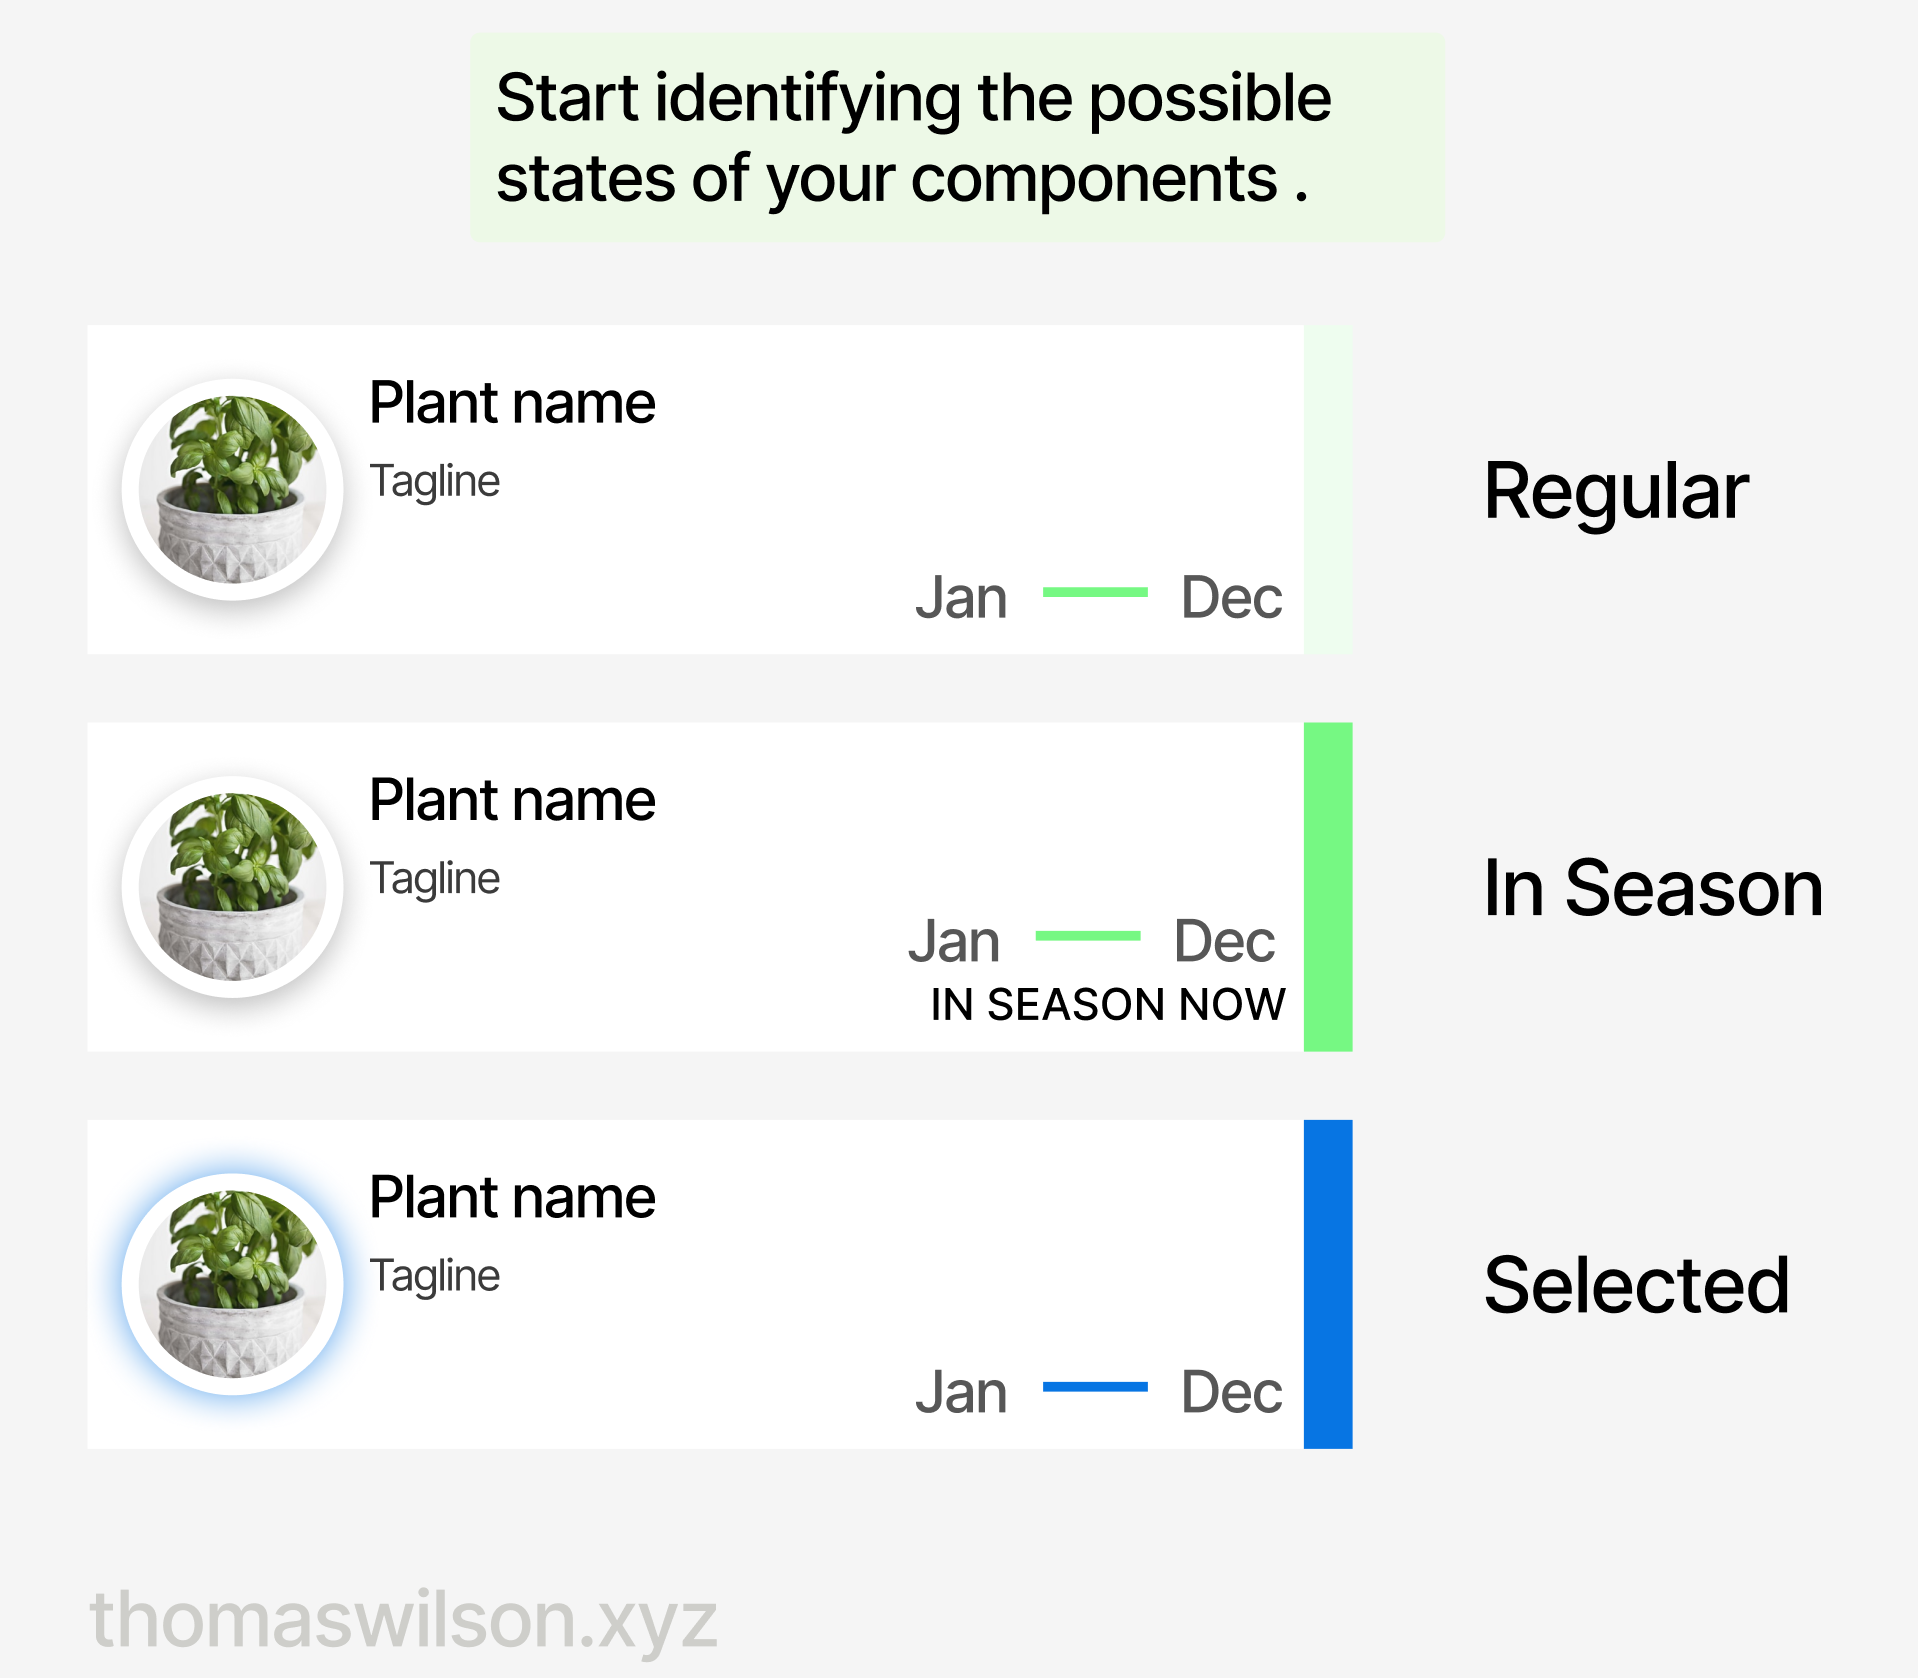 Start identifying the possible
states of your components .
Plant name
Tagline
Jan Dec
Regular
Plant name
Tagline
Jan Dec
IN SEASON NOW
In Season
Plant name
Tagline
Jan Dec
Selected
thomaswilson.xyz